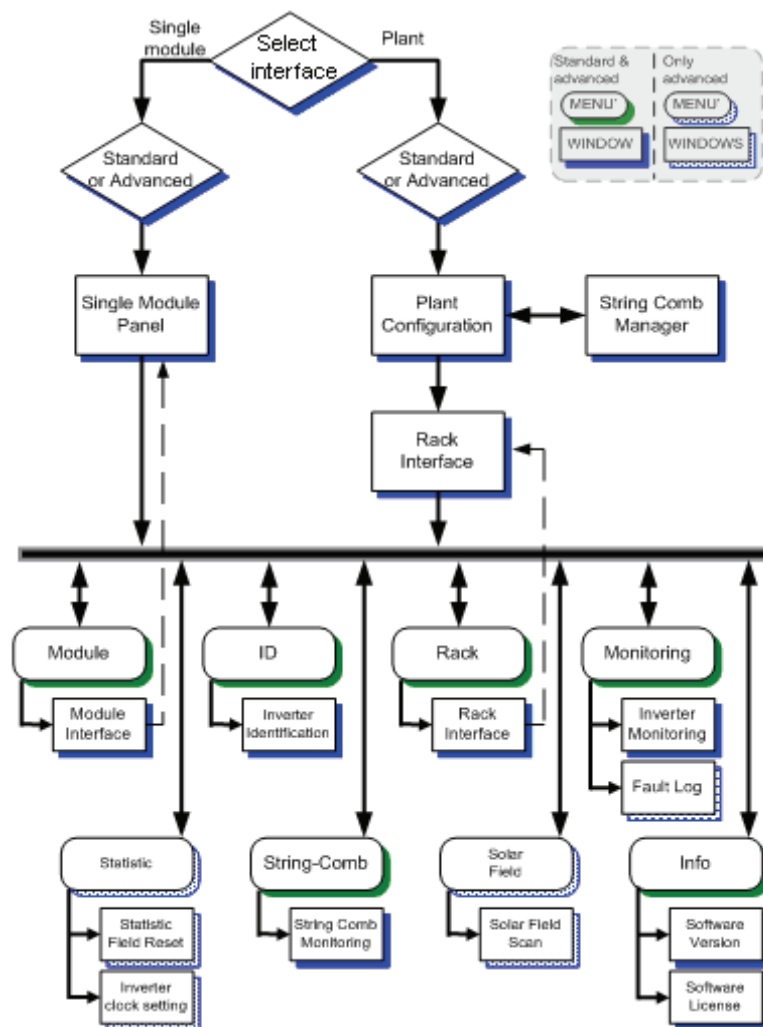 Single
module
Select
interface
Plant
Standard &
advanced
Only
advanced
MENU'
MENU'
WINDOW
WINDOWS
Standard
or Advanced
Standard
or Advanced
Single Module
Panel
Plant
Configuration
String Comb
Manager
Rack
Interface
Module
ID
Rack
Monitoring
Module
Interface
Inverter
Identification
Rack
Interface
Inverter
Monitoring
Fault Log
Statistic
String-Comb
Solar
Field
Info
Statistic
Field Reset
String Comb
Monitoring
Solar Field
Scan
Software
Version
Inverter
clock setting
Software
License